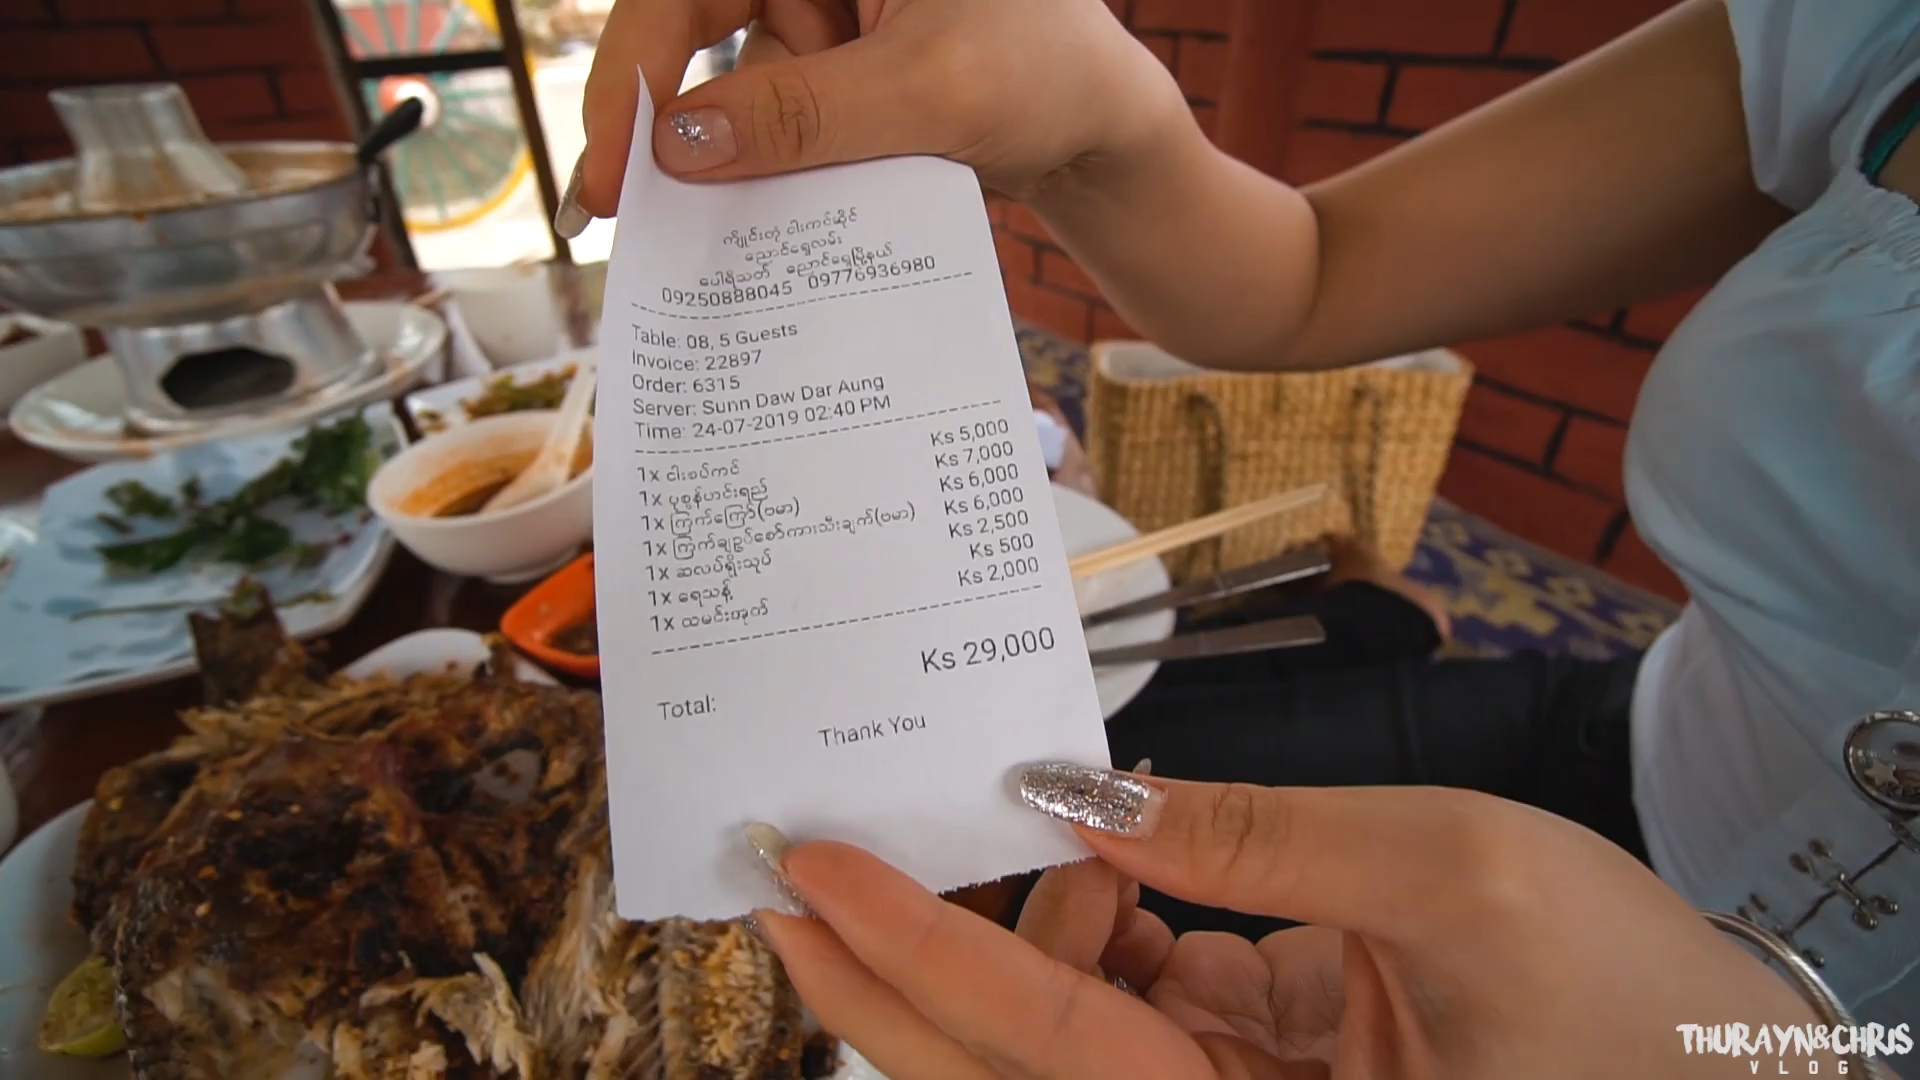 ကျိုင်းတုံ ငါးကင်ဆိုင်
ညောင်ရွှေလမ်း
ပေါရိသတ် ညောင်ရွှေမြို့နယ်
09250888045 09776936980
Table: 08, 5 Guests
Invoice: 22897
Order: 6315
Server: Sunn Daw Dar Aung
Time: 24-07-2019 02:40 PM
1x ငါးစပ်ကင် Ks 5,000
1x ပုစွန်ဟင်းရည် Ks 7,000
1x ကြက်ကြော်(ဗမာ) Ks 6,000
1x ကြက်ချဥပ်စော်ကားသီးချက်(ဗမာ) Ks 6,000
1x ဆလပ်ရိုးသုပ် Ks 2,500
1x ရေသန့် Ks 500
1x ထမင်းအုက် Ks 2,000
Ks 29,000
Total:
Thank You
THURAYN&CHRIS
VLOG